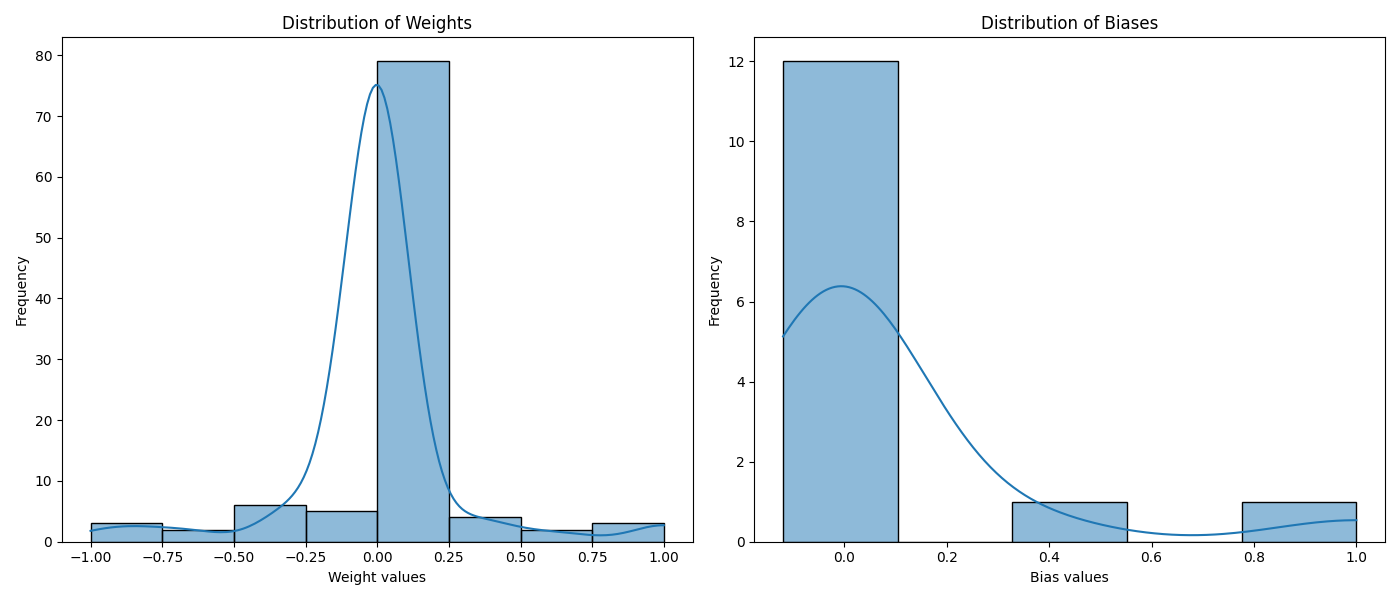 Distribution of Weights
Frequency
80
70
60
50
40
30
20
10
0
−1.00 −0.75 −0.50 −0.25 0.00 0.25 0.50 0.75 1.00
Weight values
Distribution of Biases
Frequency
12
10
8
6
4
2
0
0.0 0.2 0.4 0.6 0.8 1.0
Bias values